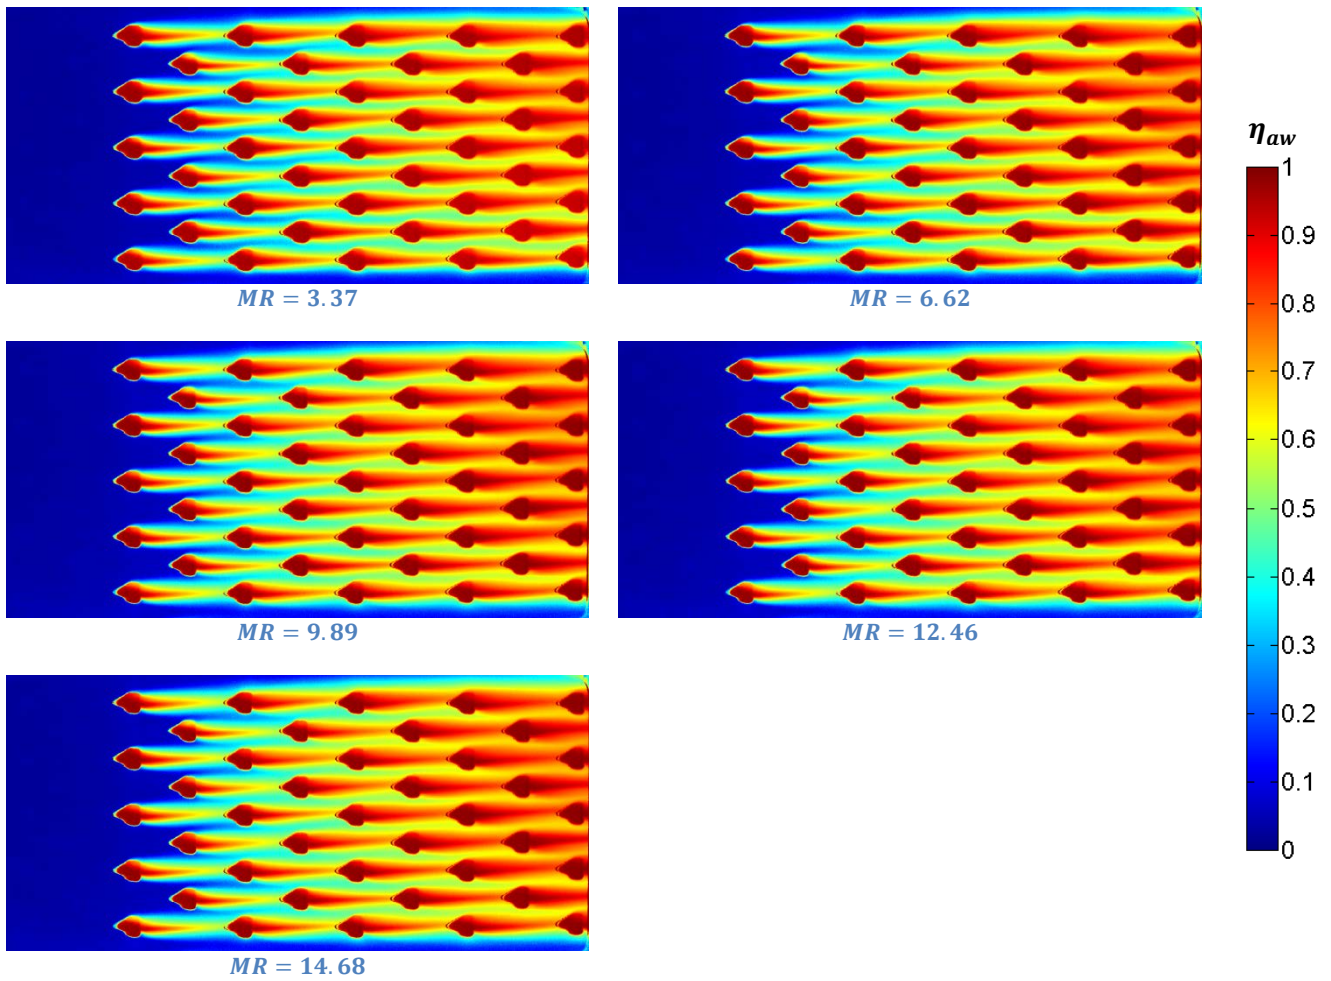 η_aw
1
0.9
0.8
0.7
0.6
0.5
0.4
0.3
0.2
0.1
0
MR = 3.37
MR = 6.62
MR = 9.89
MR = 12.46
MR = 14.68